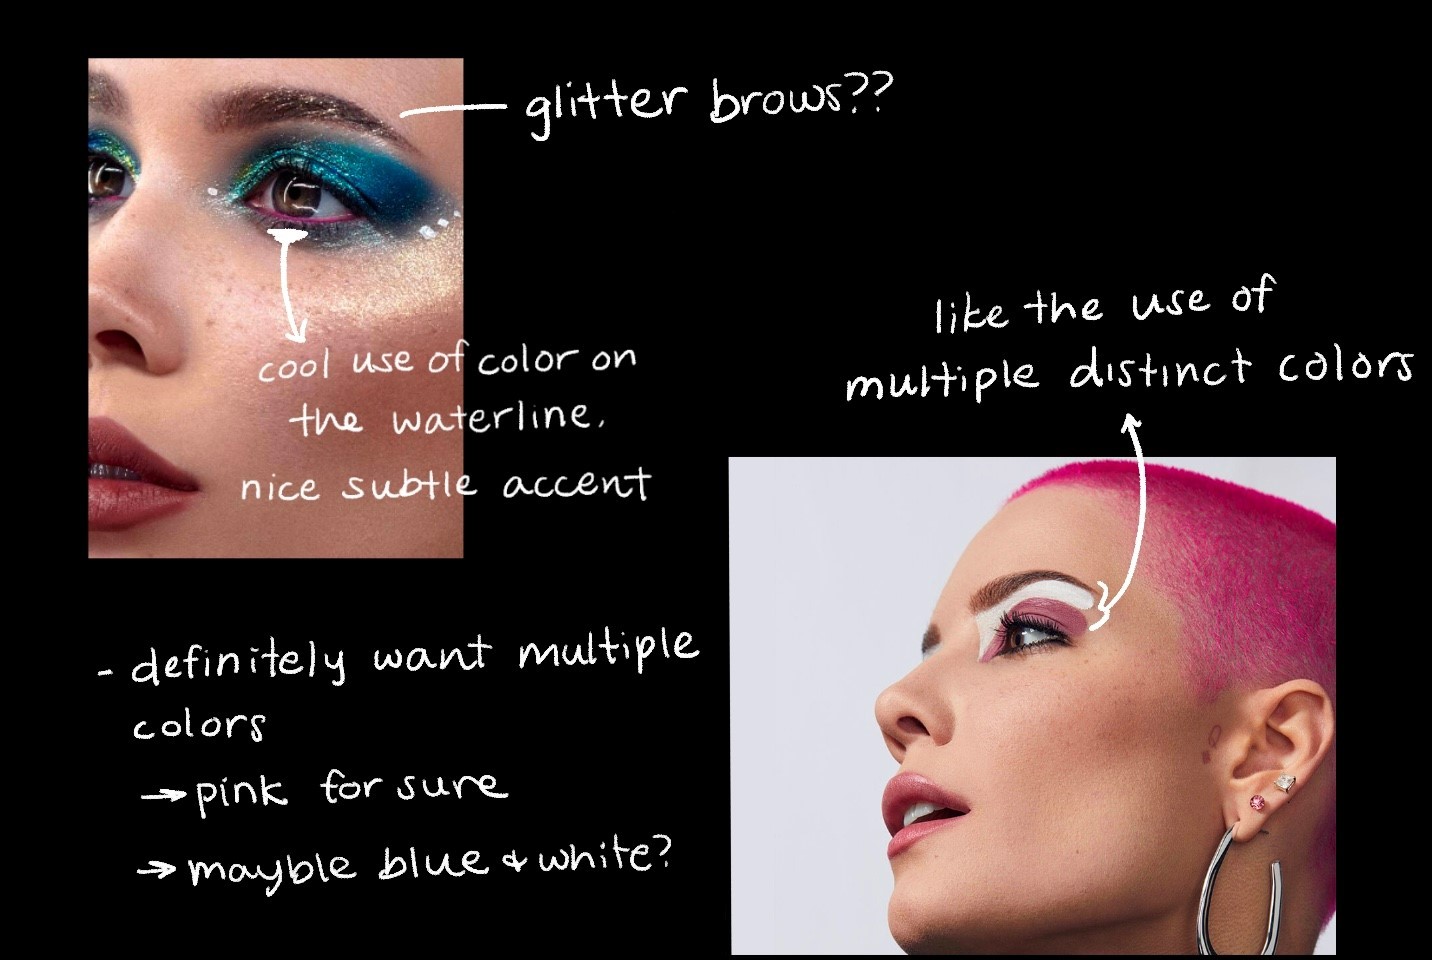 glitter brows??
cool use of color on
the waterline.
nice subtle accent
like the use of
multiple distinct colors
- definitely want multiple
colors
→ pink for sure
→ mayble blue & white?